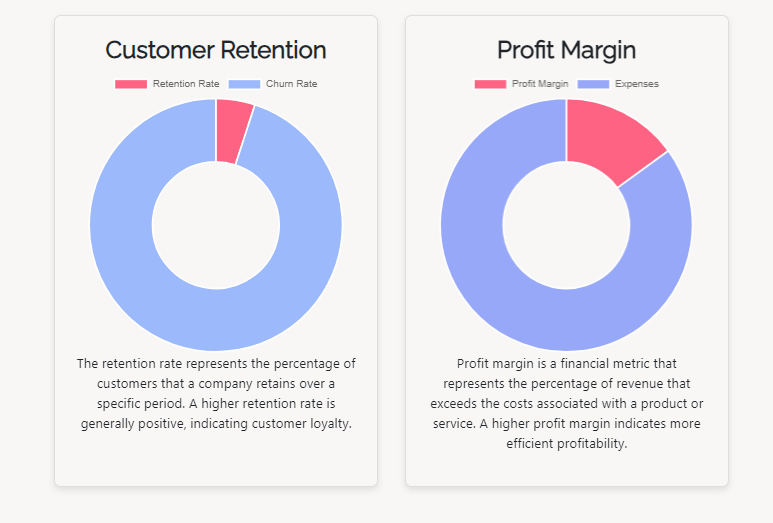 Customer Retention
Retention Rate Churn Rate
The retention rate represents the percentage of
customers that a company retains over a
specific period. A higher retention rate is
generally positive, indicating customer loyalty.
Profit Margin
Profit Margin Expenses
Profit margin is a financial metric that
represents the percentage of revenue that
exceeds the costs associated with a product or
service. A higher profit margin indicates more
efficient profitability.